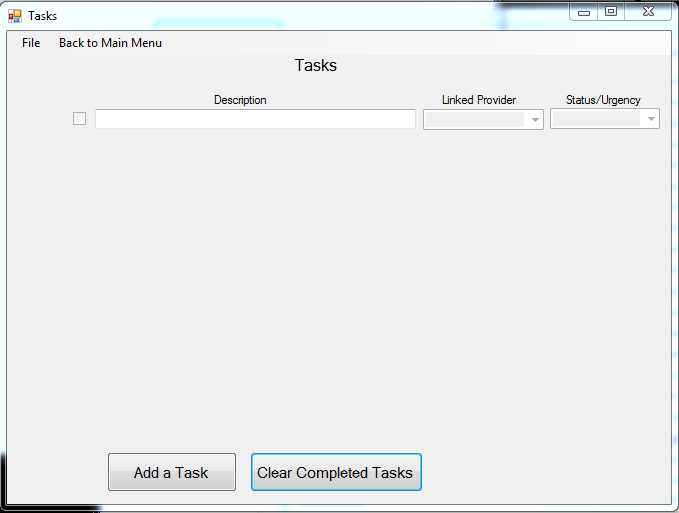 Tasks
File Back to Main Menu
Tasks
Description Linked Provider Status/Urgency
Add a Task Clear Completed Tasks